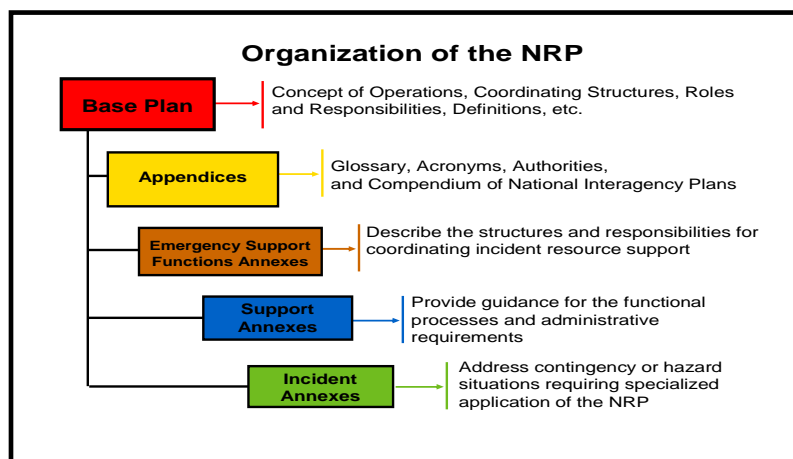 Organization of the NRP
Base Plan
Concept of Operations, Coordinating Structures, Roles
and Responsibilities, Definitions, etc.
Appendices
Glossary, Acronyms, Authorities,
and Compendium of National Interagency Plans
Emergency Support
Functions Annexes
Describe the structures and responsibilities for
coordinating incident resource support
Support
Annexes
Provide guidance for the functional
processes and administrative
requirements
Incident
Annexes
Address contingency or hazard
situations requiring specialized
application of the NRP